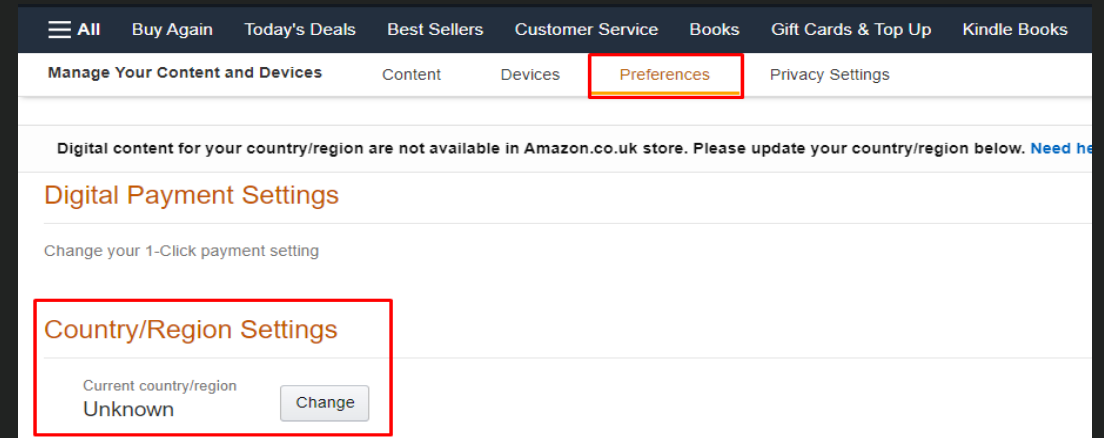 All Buy Again Today's Deals Best Sellers Customer Service Books Gift Cards & Top Up Kindle Books
Manage Your Content and Devices Content Devices Preferences Privacy Settings
Digital content for your country/region are not available in Amazon.co.uk store. Please update your country/region below. Need he
Digital Payment Settings
Change your 1-Click payment setting
Country/Region Settings
Current country/region
Unknown Change